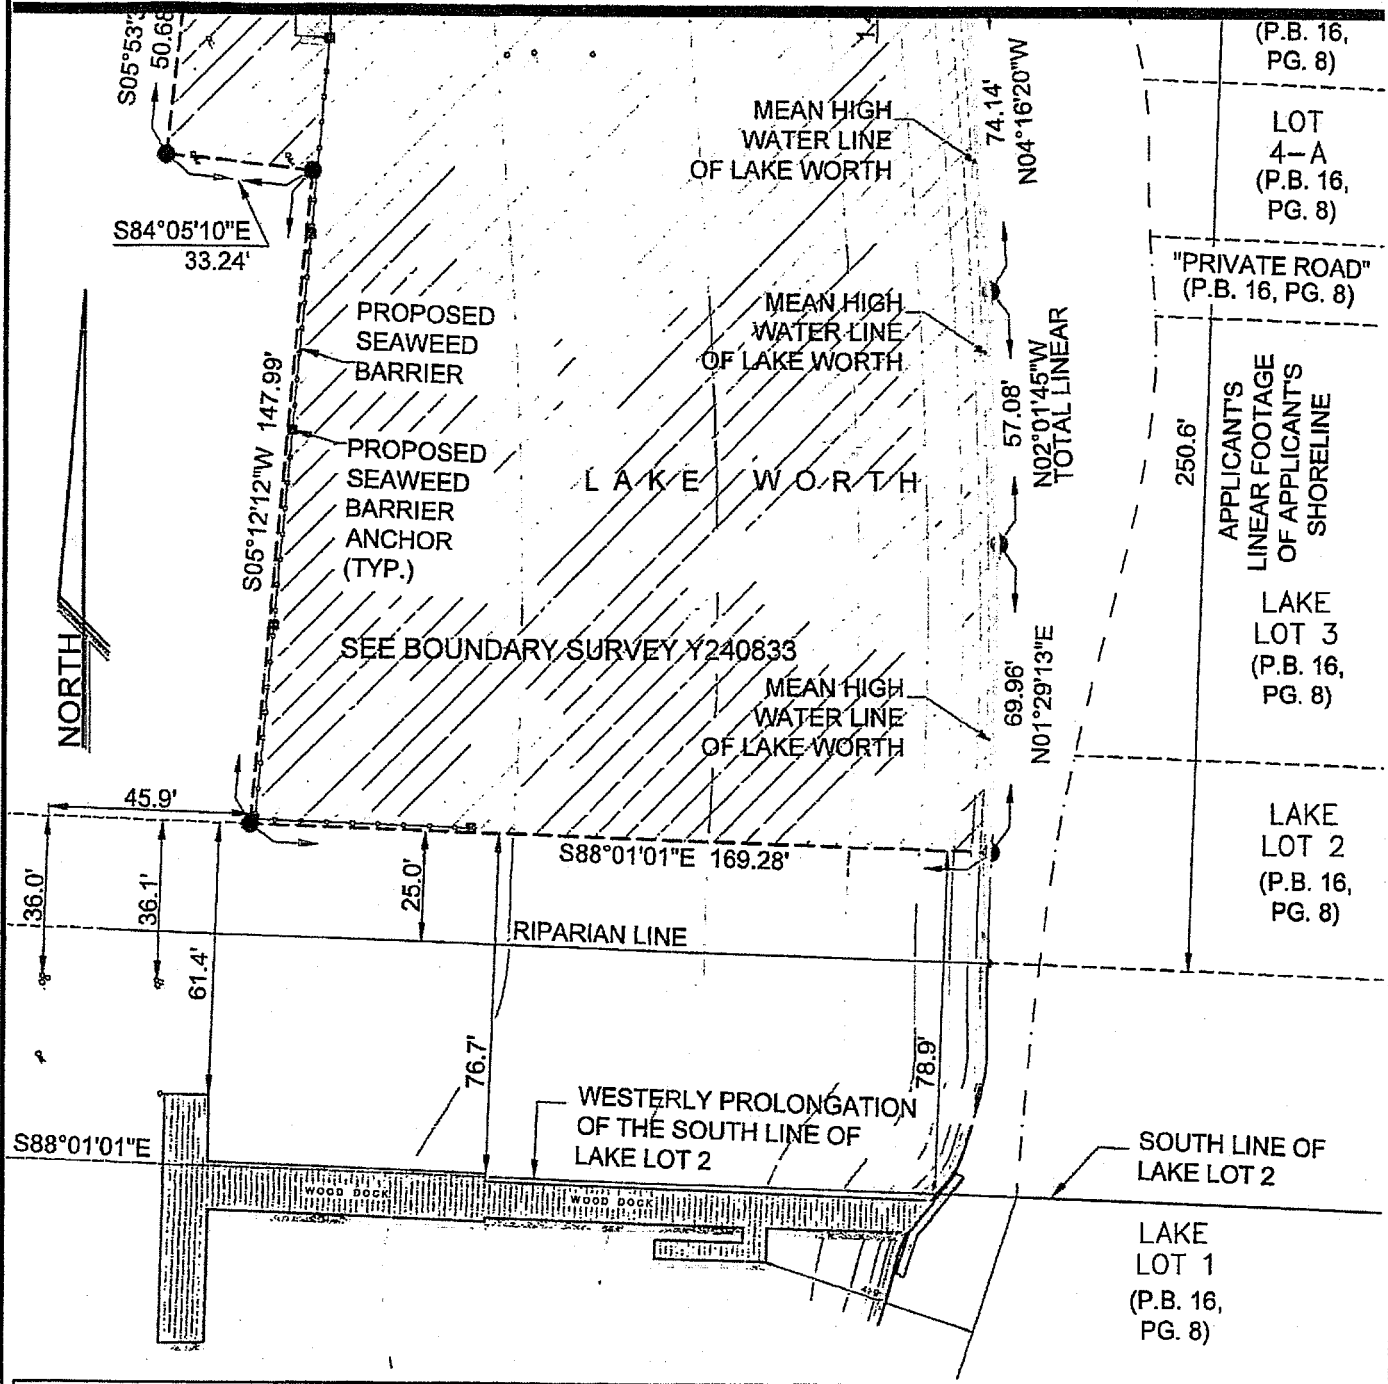 S05°53'
50.68
(P.B. 16,
PG. 8)
MEAN HIGH
WATER LINE
OF LAKE WORTH
74.14'
N04°16'20"W
LOT
4-A
(P.B. 16,
PG. 8)
S84°05'10"E
33.24'
"PRIVATE ROAD"
(P.B. 16, PG. 8)
PROPOSED
SEAWEED
BARRIER
MEAN HIGH
WATER LINE
OF LAKE WORTH
57.08'
N02°01'45"W
TOTAL LINEAR
250.6'
APPLICANT'S
LINEAR FOOTAGE
OF APPLICANT'S
SHORELINE
S05°12'12"W 147.99"
PROPOSED
SEAWEED
BARRIER
ANCHOR
(TYP.)
LAKE WORTH
NORTH
SEE BOUNDARY SURVEY Y240833
LAKE
LOT 3
(P.B. 16,
PG. 8)
MEAN HIGH
WATER LINE
OF LAKE WORTH
69.96'
N01°29'13"E
45.9'
LAKE
LOT 2
(P.B. 16,
PG. 8)
S88°01'01"E 169.28'
36.0'
36.1'
61.4'
25.0'
RIPARIAN LINE
76.7'
78.9'
WESTERLY PROLONGATION
OF THE SOUTH LINE OF
LAKE LOT 2
S88°01'01"E
SOUTH LINE OF
LAKE LOT 2
WOOD DOCK
WOOD DOCK
LAKE
LOT 1
(P.B. 16,
PG. 8)